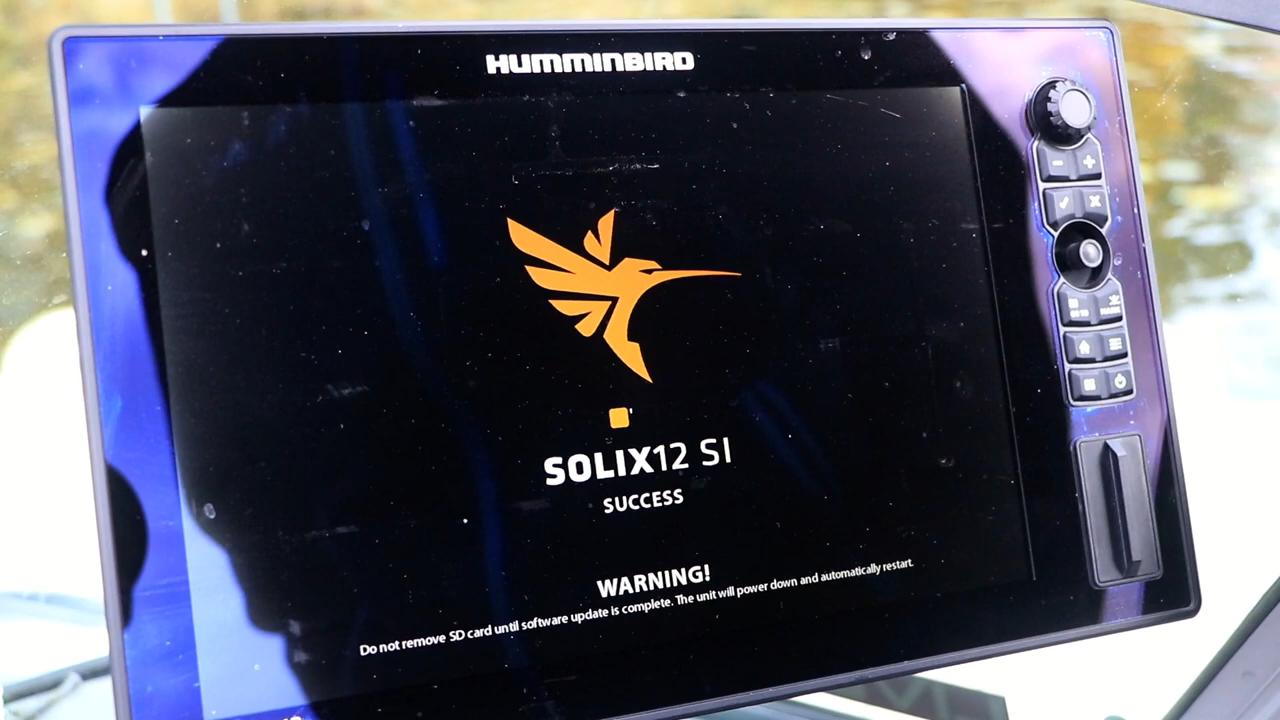 HUMMINBIRD
SOLIX12 SI
SUCCESS
WARNING!
Do not remove SD card until software update is complete. The unit will power down and automatically restart.
MARK